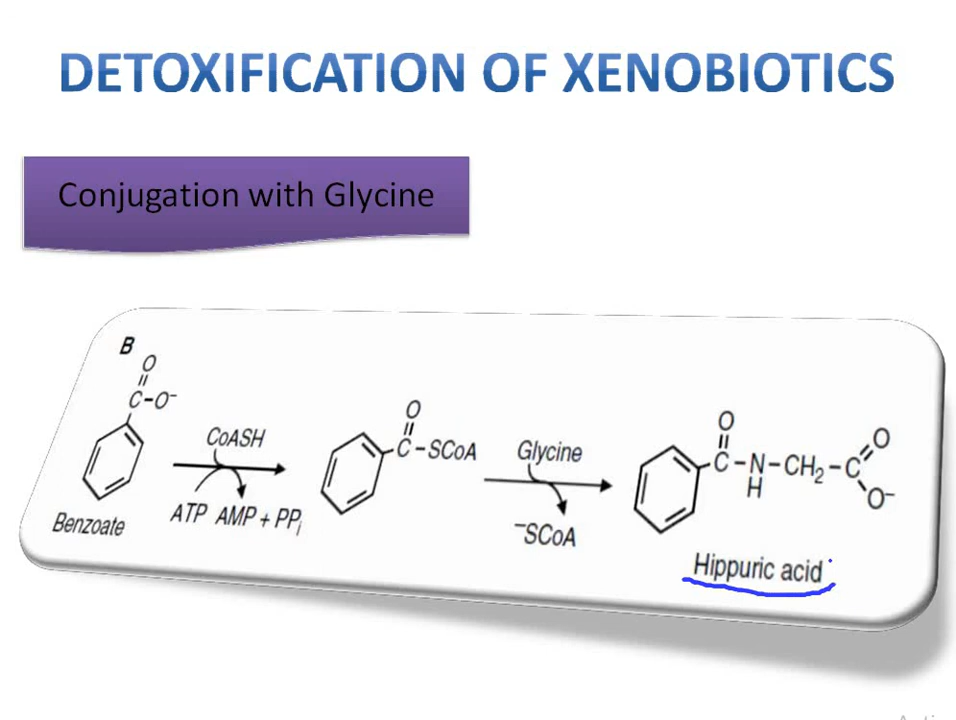 DETOXIFICATION OF XENOBIOTICS
Conjugation with Glycine
B
O
C-O⁻
Benzoate
CoASH
ATP AMP + PPi
O
C-SCoA
Glycine
⁻SCoA
O
C-N-CH₂-C
H
O
O⁻
Hippuric acid